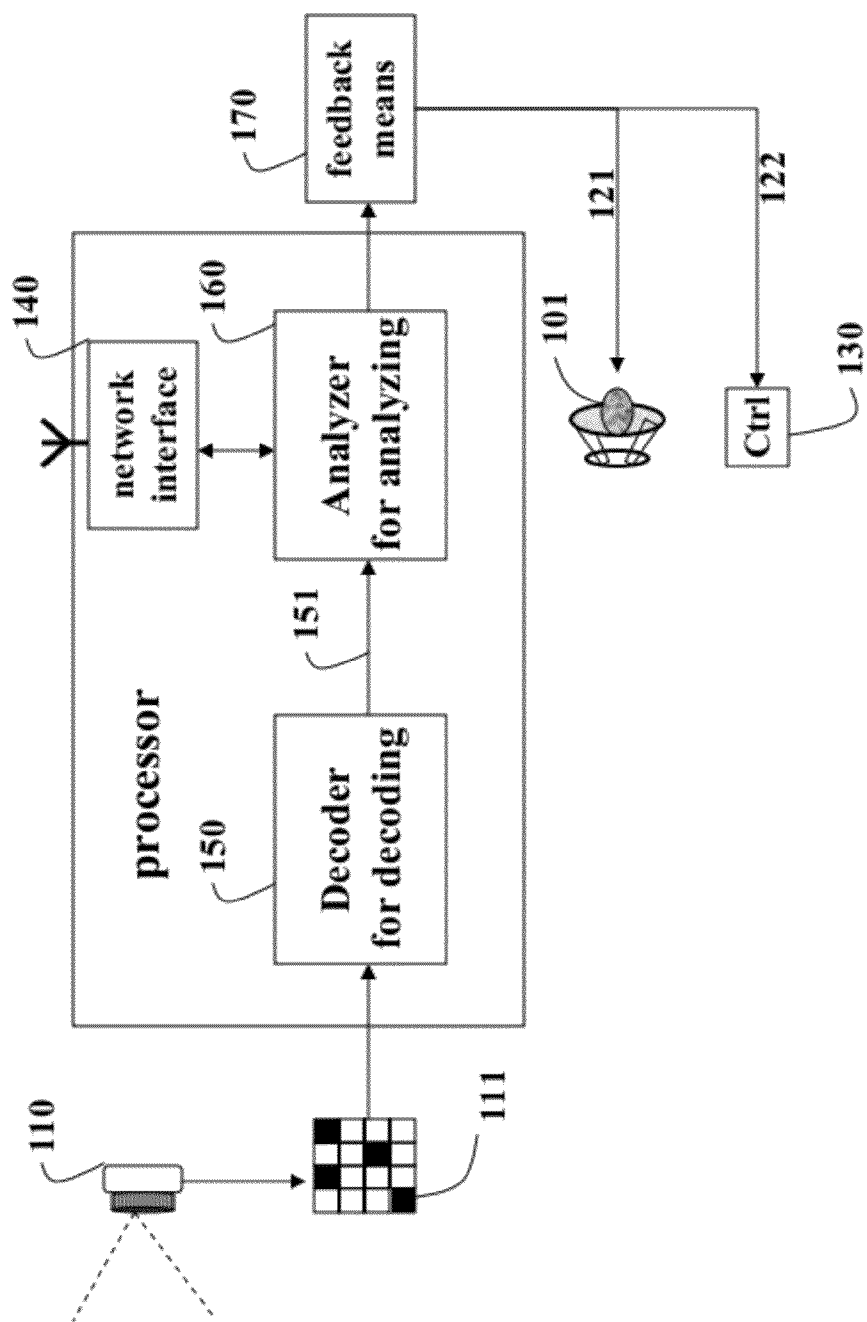 140
110
network
interface
processor
150
160
170
151
Decoder
for decoding
Analyzer
for analyzing
feedback
means
111
101
121
Ctrl
122
130